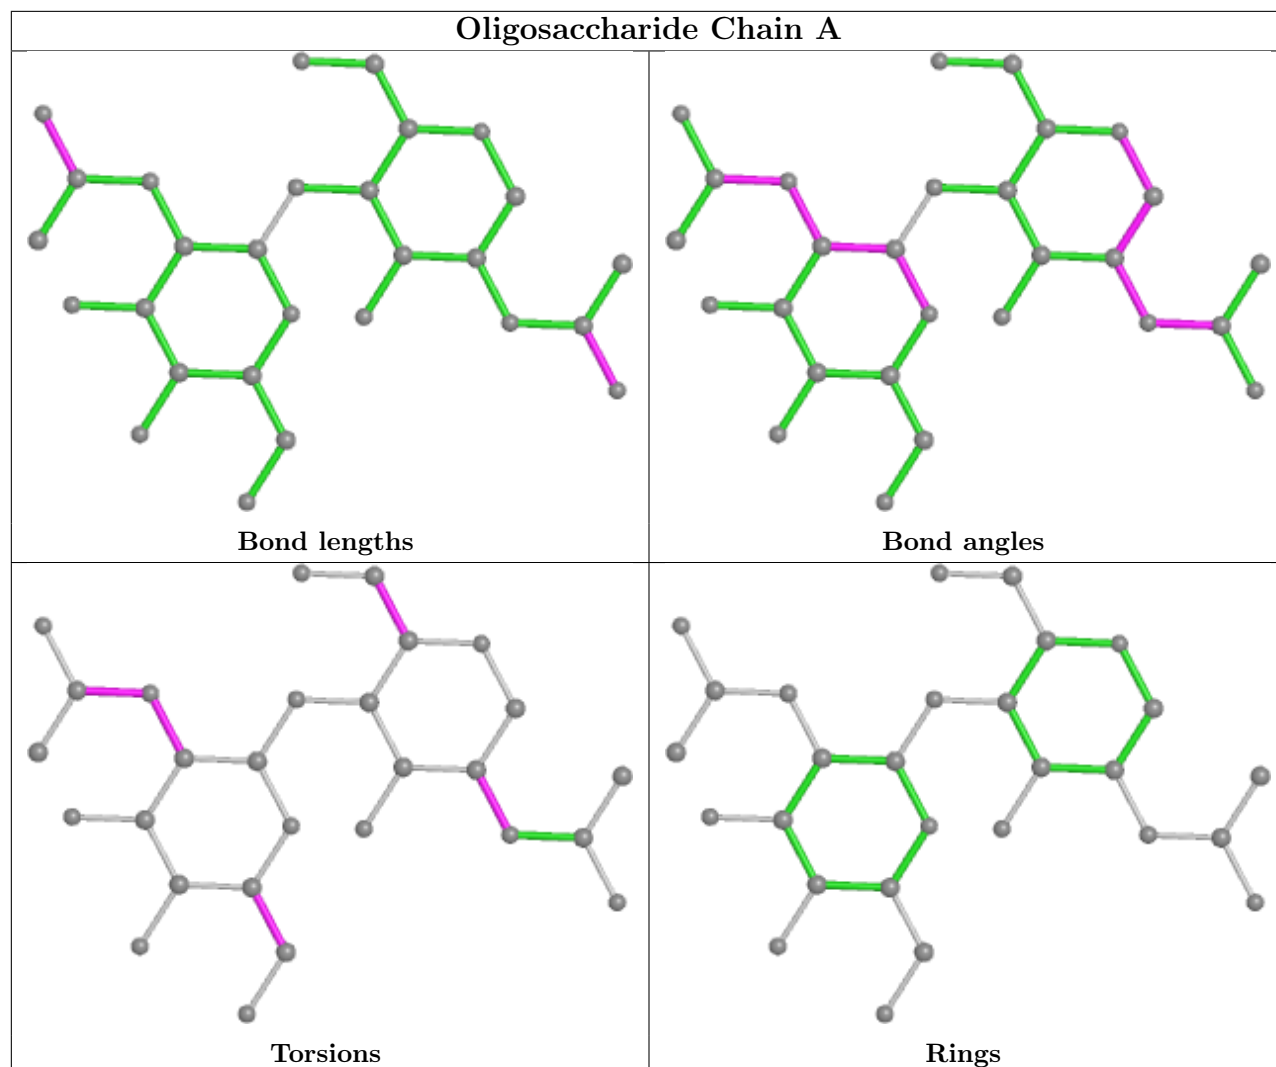 Oligosaccharide Chain A
Bond lengths
Bond angles
Torsions
Rings